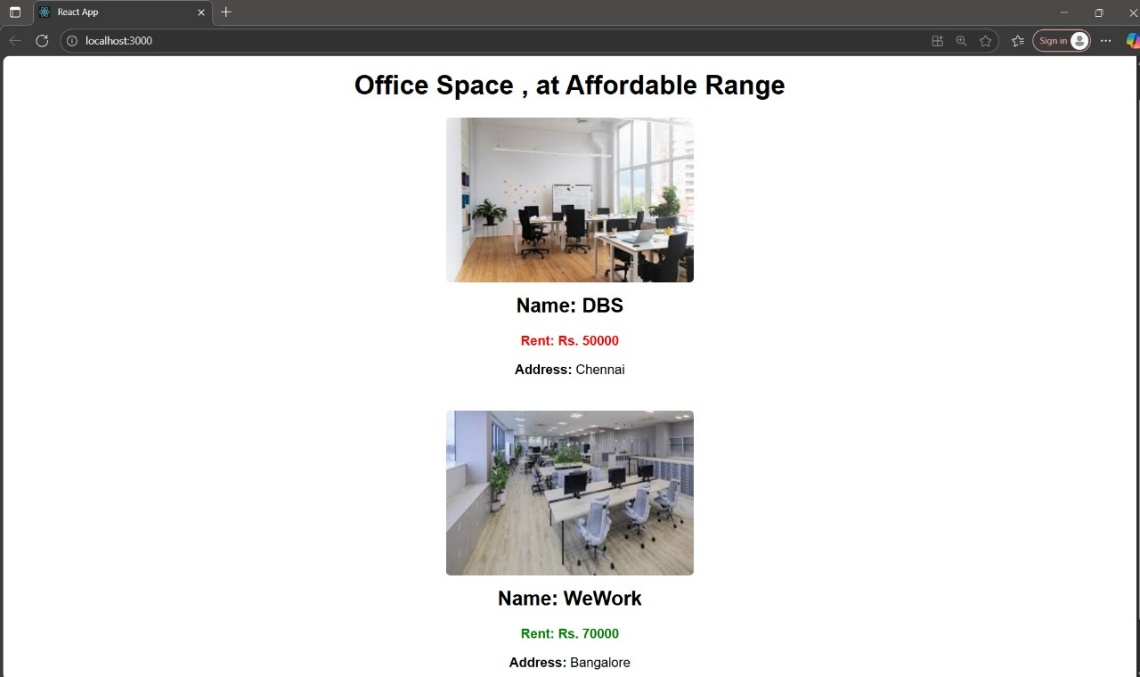 React App
localhost:3000
Sign in
Office Space , at Affordable Range
Name: DBS
Rent: Rs. 50000
Address: Chennai
Name: WeWork
Rent: Rs. 70000
Address: Bangalore